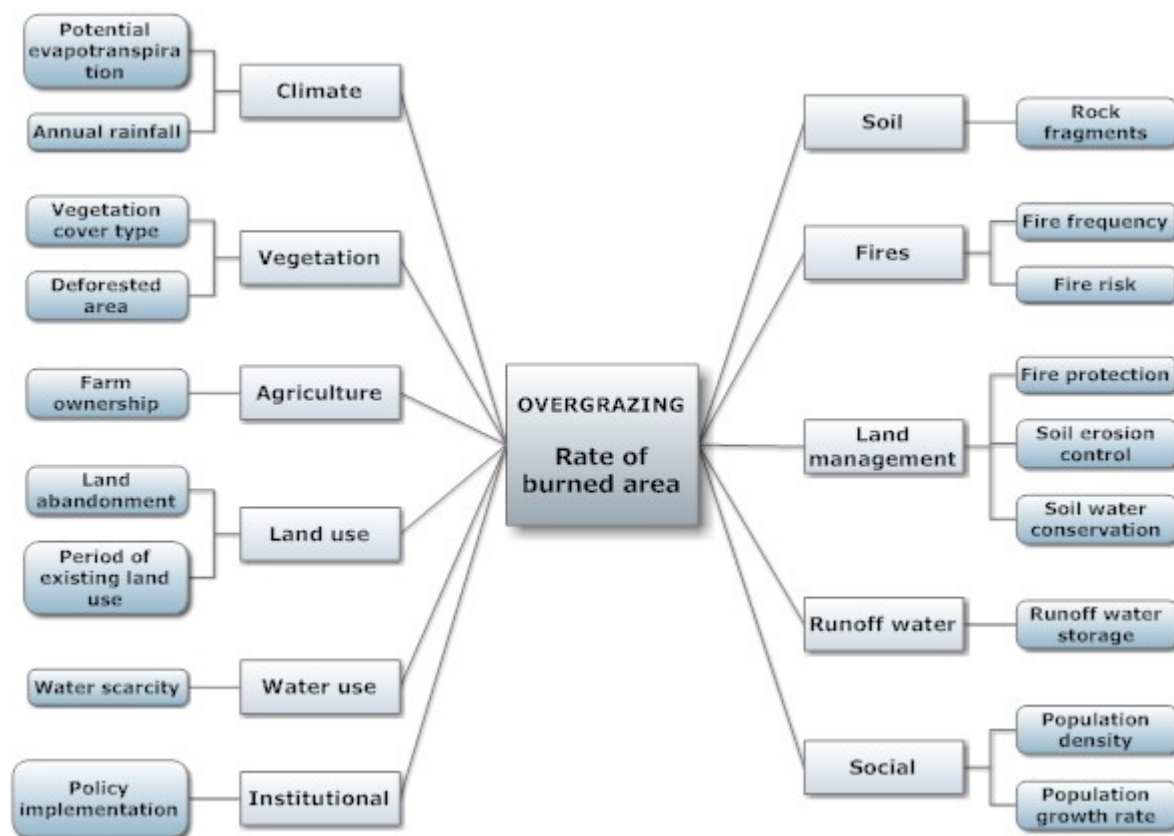 Potential
evapotranspira
tion
Climate
Annual rainfall
Vegetation
cover type
Vegetation
Deforested
area
Farm
ownership
Agriculture
Land
abandonment
Land use
Period of
existing land
use
Water scarcity
Water use
Policy
implementation
Institutional
OVERGRAZING
Rate of
burned area
Soil
Rock
fragments
Fires
Fire frequency
Fire risk
Land
management
Fire protection
Soil erosion
control
Soil water
conservation
Runoff water
Runoff water
storage
Social
Population
density
Population
growth rate